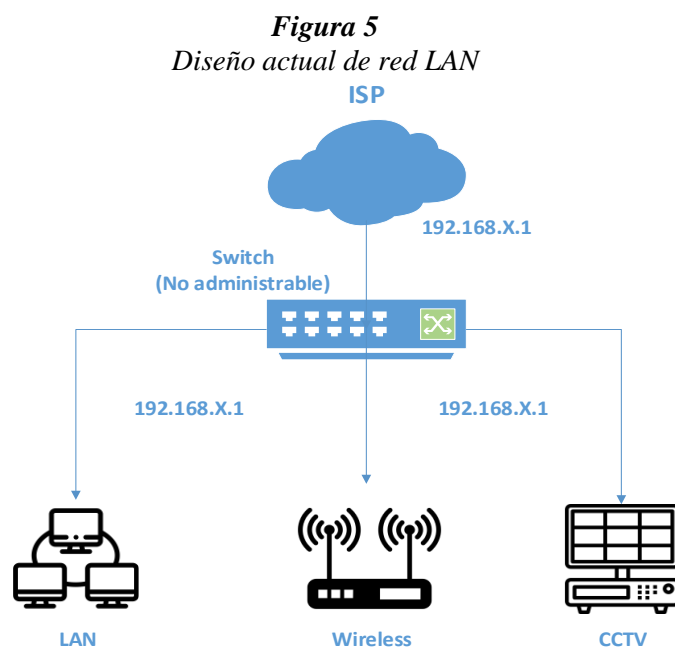 Figura 5
Diseño actual de red LAN
ISP
192.168.X.1
Switch
(No administrable)
192.168.X.1
192.168.X.1
LAN
Wireless
CCTV